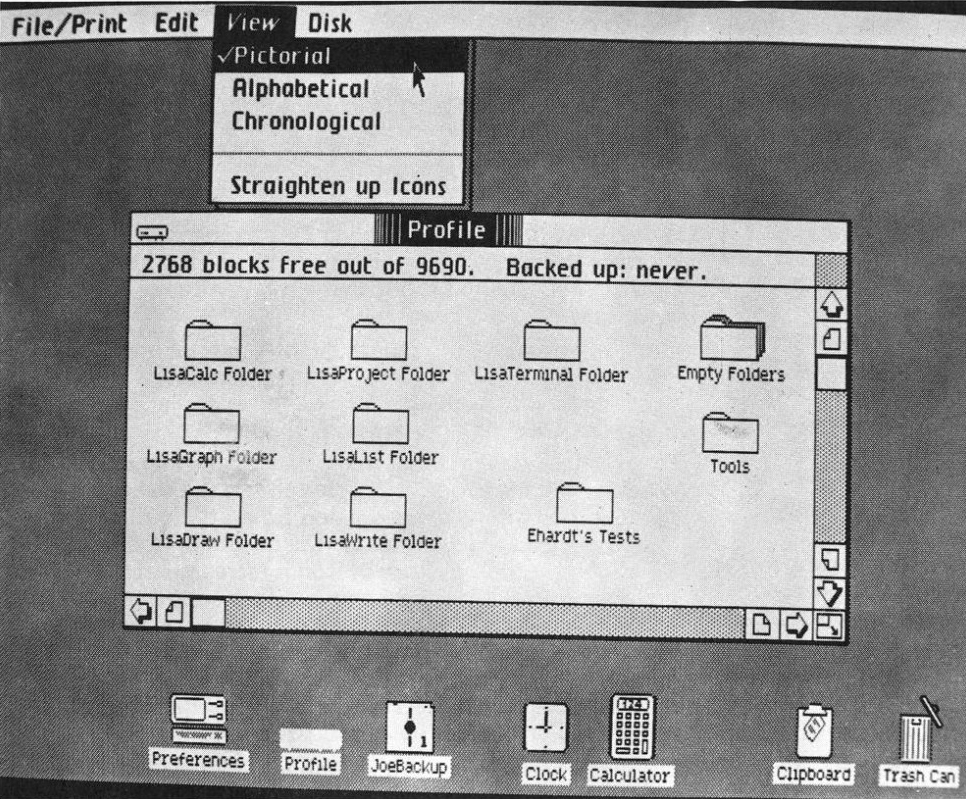 File/Print Edit View Disk
✓Pictorial
Alphabetical
Chronological
Straighten up Icons
Profile
2768 blocks free out of 9690. Backed up: never.
LisaCalc Folder LisaProject Folder LisaTerminal Folder Empty Folders
LisaGraph Folder LisaList Folder Tools
LisaDraw Folder LisaWrite Folder Ehardt's Tests
1
Preferences Profile JoeBackup Clock Calculator Clipboard Trash Can